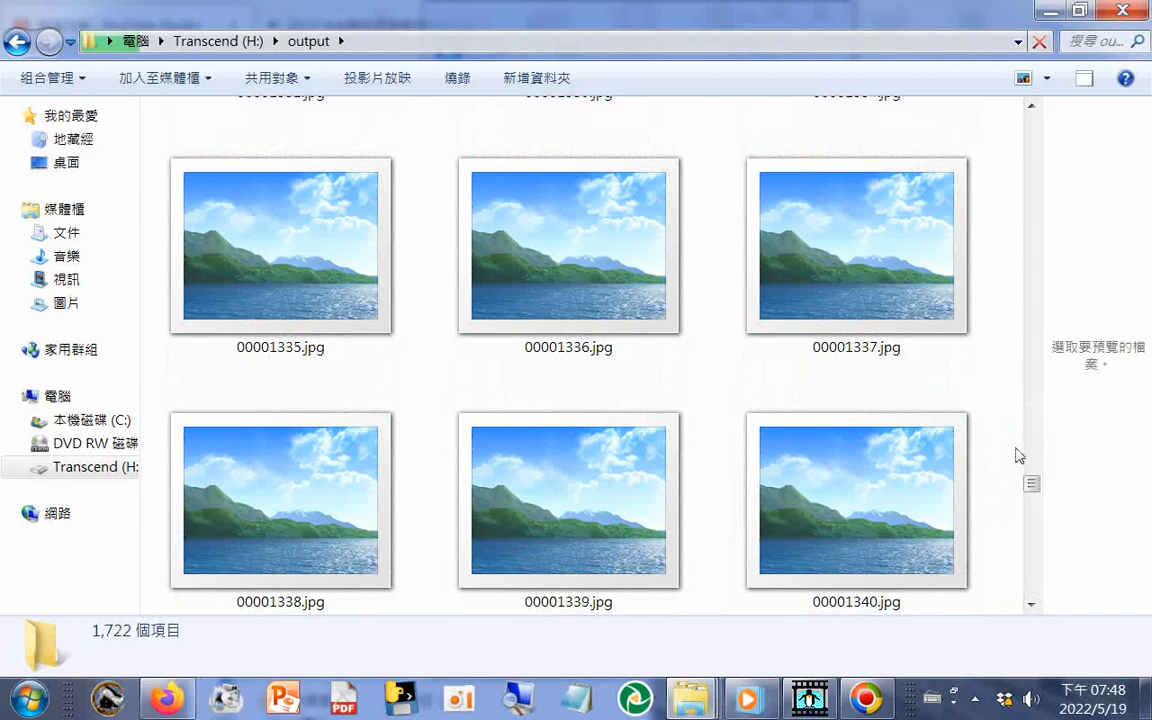 電腦 Transcend (H:) output
搜尋 ou...
組合管理 加入至媒體櫃 共用對象 投影片放映 燒錄 新增資料夾
我的最愛
地藏經
桌面
媒體櫃
文件
音樂
視訊
圖片
家用群組
電腦
本機磁碟 (C:)
DVD RW 磁碟
Transcend (H:
網路
00001335.jpg 00001336.jpg 00001337.jpg
00001338.jpg 00001339.jpg 00001340.jpg
選取要預覽的檔
案。
1,722 個項目
PDF
下午 07:48
2022/5/19